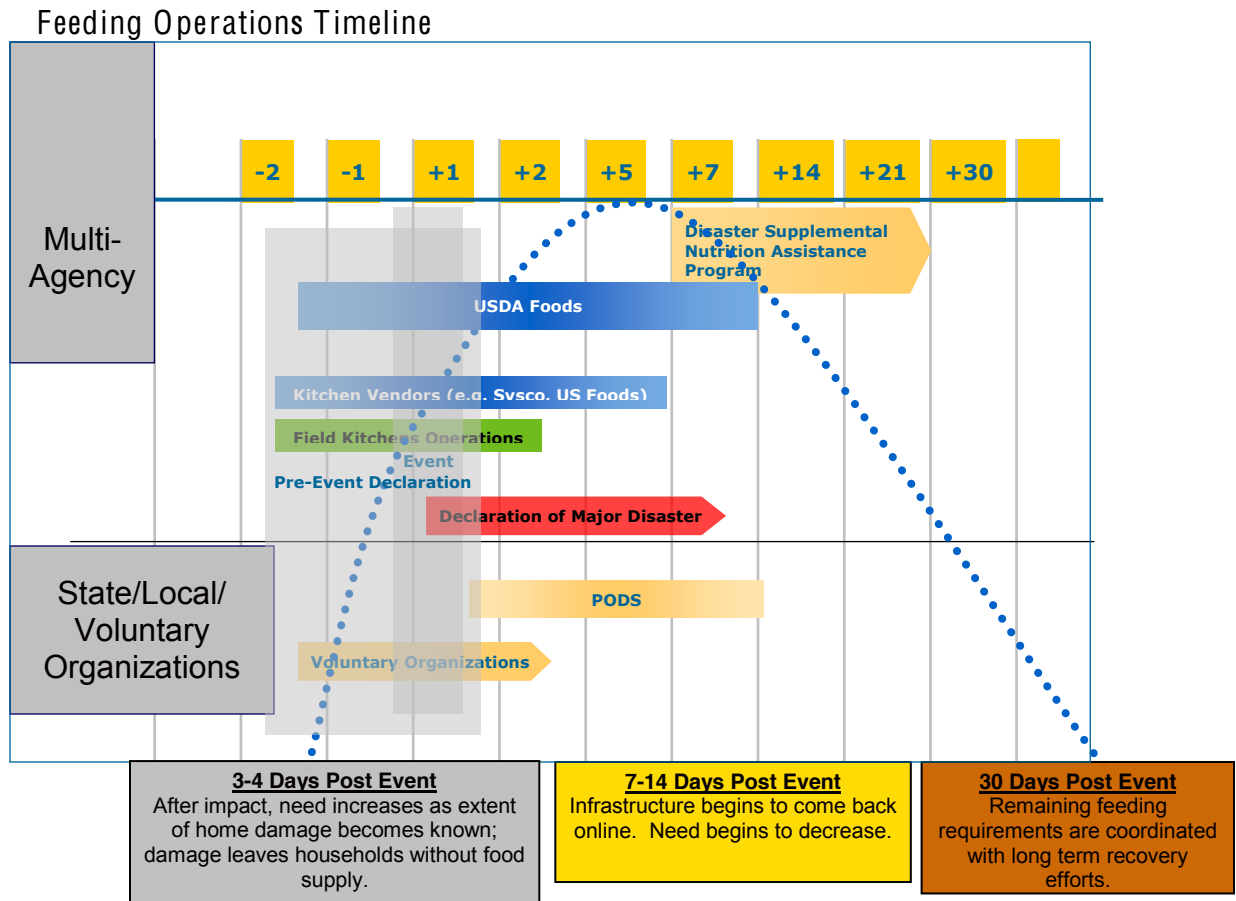 Feeding Operations Timeline
Multi-
Agency
-2 -1 +1 +2 +5 +7 +14 +21 +30
Disaster Supplemental
Nutrition Assistance
Program
USDA Foods
Kitchen Vendors (e.g. Sysco, US Foods)
Field Kitchens Operations
Event
Pre-Event Declaration
Declaration of Major Disaster
State/Local/
Voluntary
Organizations
PODS
Voluntary Organizations
3-4 Days Post Event
After impact, need increases as extent
of home damage becomes known;
damage leaves households without food
supply.
7-14 Days Post Event
Infrastructure begins to come back
online. Need begins to decrease.
30 Days Post Event
Remaining feeding
requirements are coordinated
with long term recovery
efforts.